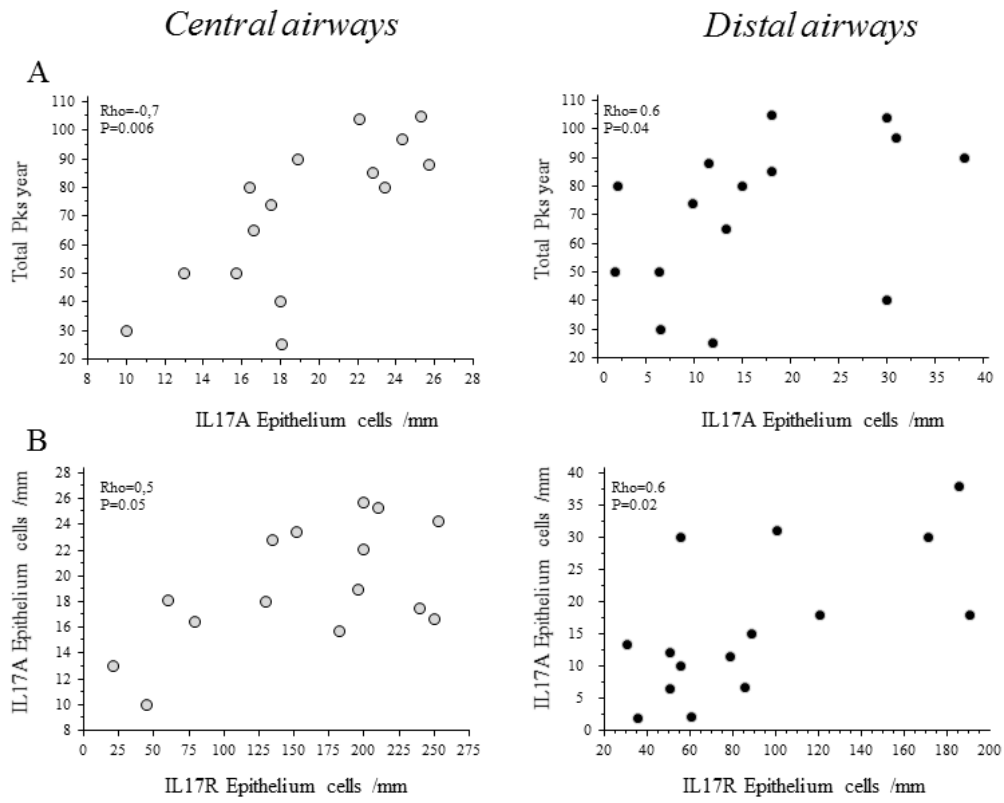 Central airways
Distal airways
A
Rho=-0,7
P=0.006
Total Pks year
110
100
90
80
70
60
50
40
30
20
8 10 12 14 16 18 20 22 24 26 28
IL17A Epithelium cells /mm
Rho= 0.6
P=0.04
Total Pks year
110
100
90
80
70
60
50
40
30
20
0 5 10 15 20 25 30 35 40
IL17A Epithelium cells /mm
B
Rho=0,5
P=0.05
IL17A Epithelium cells /mm
28
26
24
22
20
18
16
14
12
10
8
0 25 50 75 100 125 150 175 200 225 250 275
IL17R Epithelium cells /mm
Rho=0.6
P=0.02
IL17A Epithelium cells /mm
40
35
30
25
20
15
10
5
0
20 40 60 80 100 120 140 160 180 200
IL17R Epithelium cells /mm